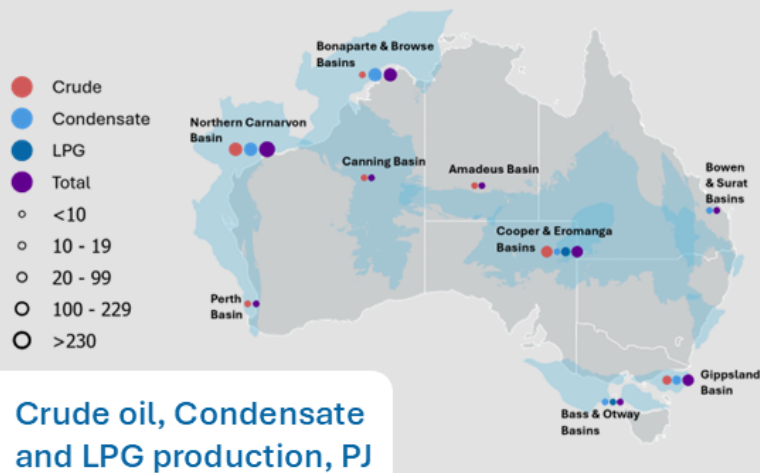 Bonaparte & Browse
Basins
Crude
Condensate
LPG
Total
<10
10 - 19
20 - 99
100 - 229
>230
Northern Carnarvon
Basin
Canning Basin
Amadeus Basin
Bowen
& Surat
Basins
Cooper & Eromanga
Basins
Perth
Basin
Gippsland
Basin
Bass & Otway
Basins
Crude oil, Condensate
and LPG production, PJ